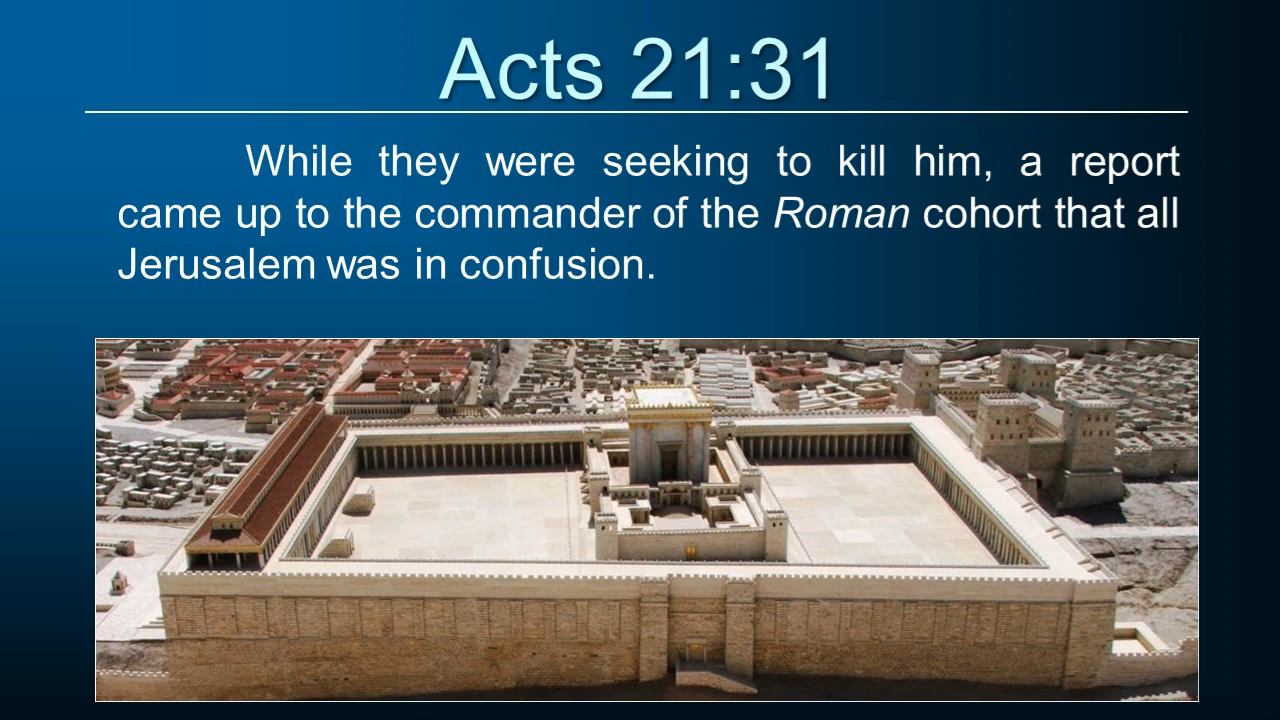 Acts 21:31
While they were seeking to kill him, a report
came up to the commander of the Roman cohort that all
Jerusalem was in confusion.